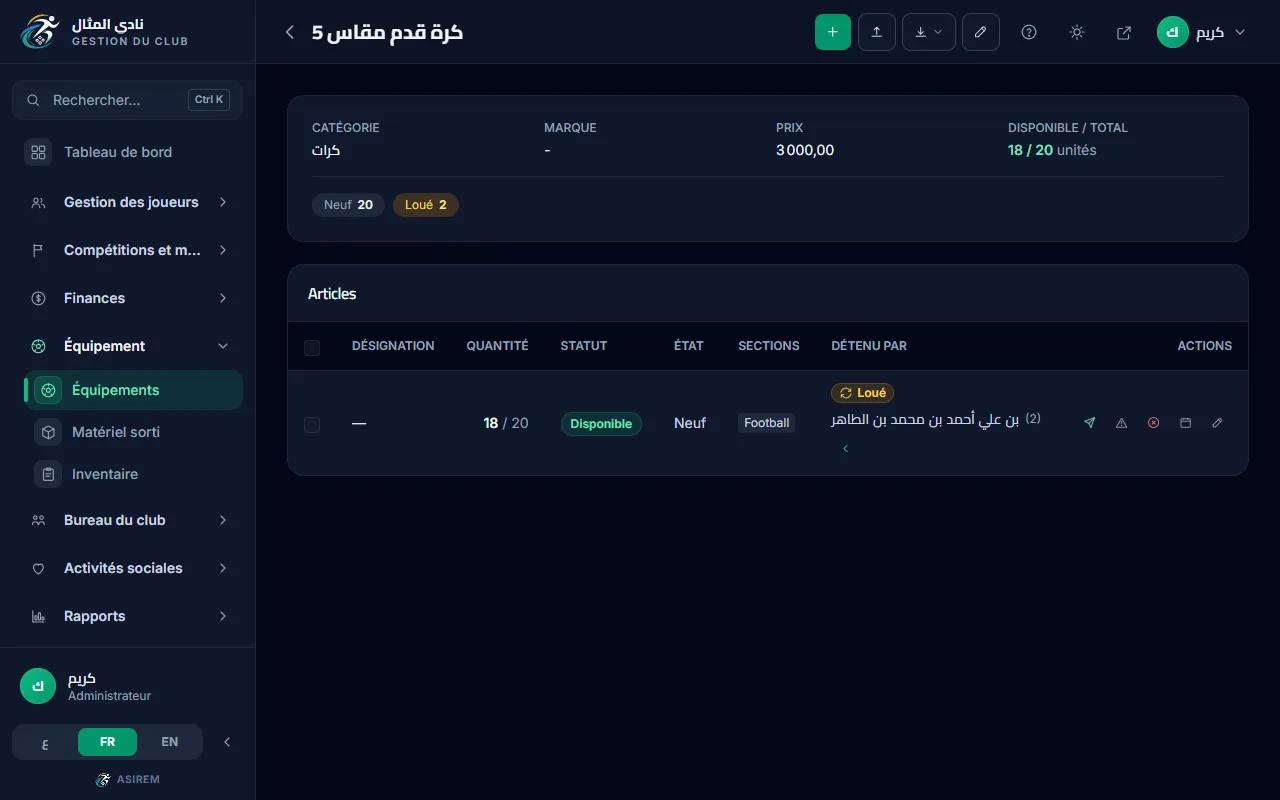 نادي المثال
GESTION DU CLUB
Rechercher...
Ctrl K
Tableau de bord
Gestion des joueurs
Compétitions et m...
Finances
Équipement
Équipements
Matériel sorti
Inventaire
Bureau du club
Activités sociales
Rapports
ك
كريم
Administrateur
ع
FR
EN
ASIREM
كرة قدم مقاس 5
ك
كريم
CATÉGORIE
كرات
MARQUE
-
PRIX
3 000,00
DISPONIBLE / TOTAL
18 / 20 unités
Neuf 20
Loué 2
Articles
DÉSIGNATION
QUANTITÉ
STATUT
ÉTAT
SECTIONS
DÉTENU PAR
ACTIONS
—
18 / 20
Disponible
Neuf
Football
Loué
بن علي أحمد بن محمد بن الطاهر (2)